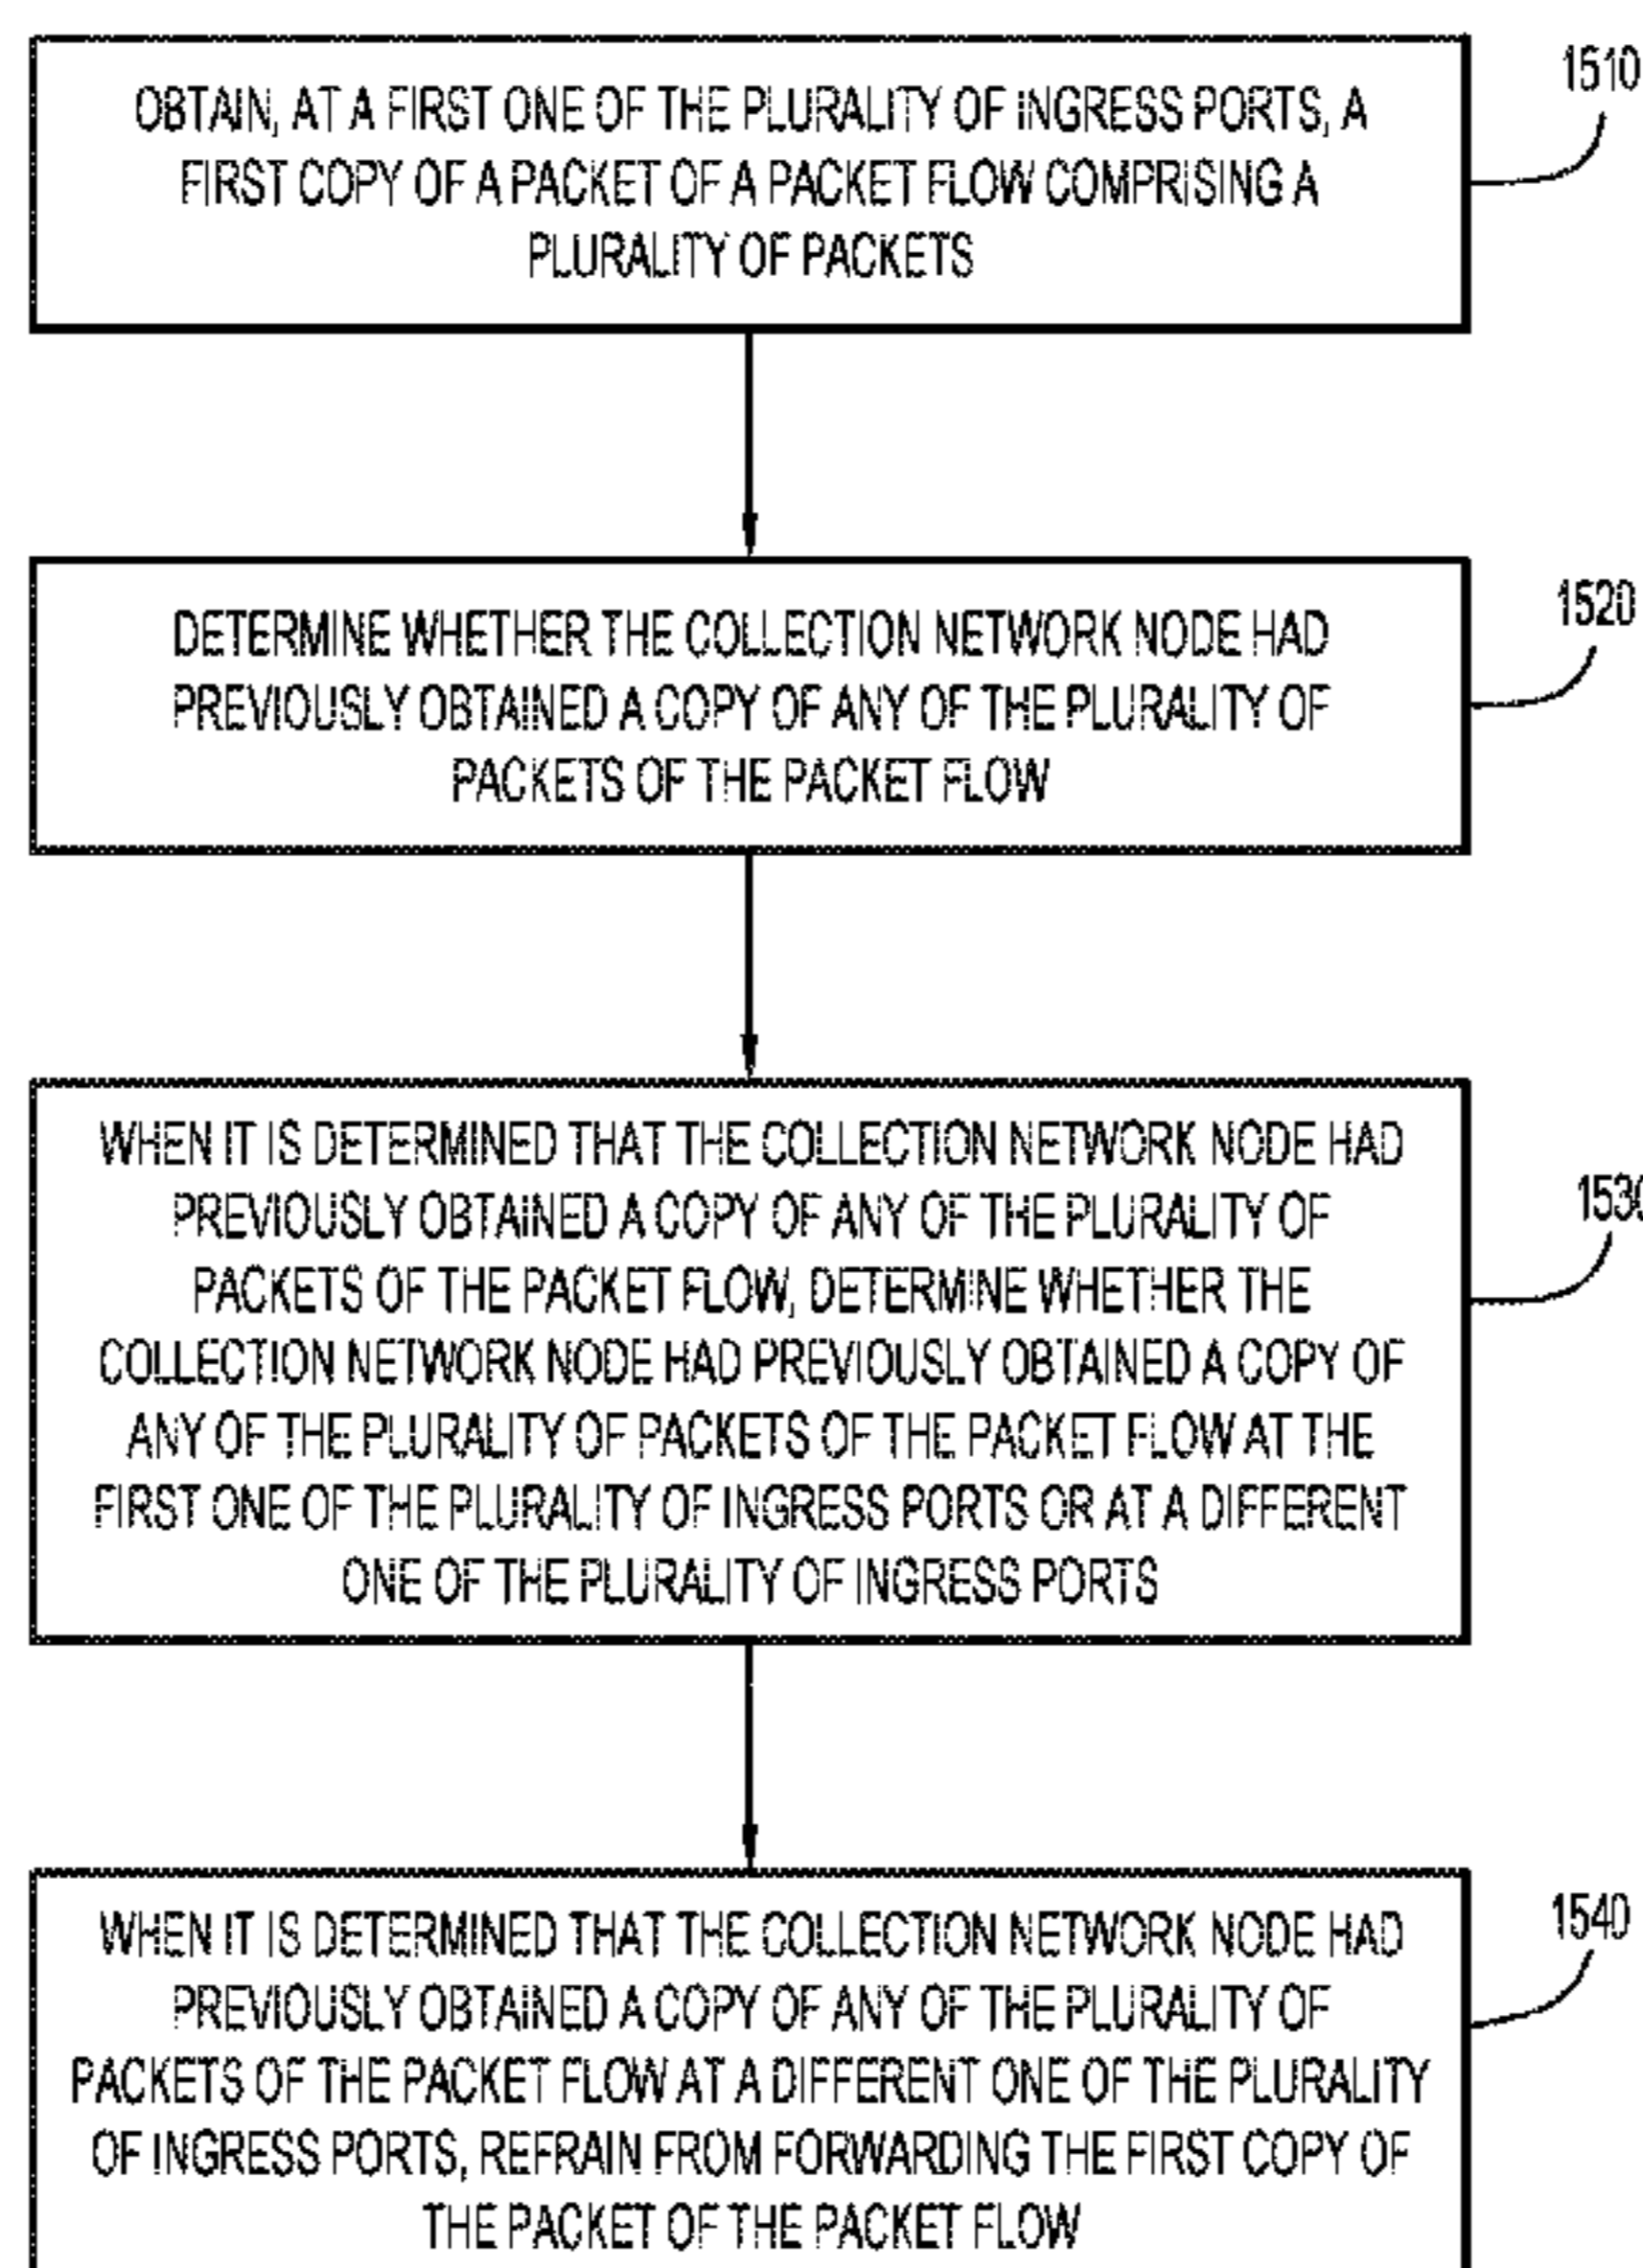 OBTAIN, AT A FIRST ONE OF THE PLURALITY OF INGRESS PORTS, A
FIRST COPY OF A PACKET OF A PACKET FLOW COMPRISING A
PLURALITY OF PACKETS
1510
DETERMINE WHETHER THE COLLECTION NETWORK NODE HAD
PREVIOUSLY OBTAINED A COPY OF ANY OF THE PLURALITY OF
PACKETS OF THE PACKET FLOW
1520
WHEN IT IS DETERMINED THAT THE COLLECTION NETWORK NODE HAD
PREVIOUSLY OBTAINED A COPY OF ANY OF THE PLURALITY OF
PACKETS OF THE PACKET FLOW, DETERMINE WHETHER THE
COLLECTION NETWORK NODE HAD PREVIOUSLY OBTAINED A COPY OF
ANY OF THE PLURALITY OF PACKETS OF THE PACKET FLOW AT THE
FIRST ONE OF THE PLURALITY OF INGRESS PORTS OR AT A DIFFERENT
ONE OF THE PLURALITY OF INGRESS PORTS
1530
WHEN IT IS DETERMINED THAT THE COLLECTION NETWORK NODE HAD
PREVIOUSLY OBTAINED A COPY OF ANY OF THE PLURALITY OF
PACKETS OF THE PACKET FLOW AT A DIFFERENT ONE OF THE PLURALITY
OF INGRESS PORTS, REFRAIN FROM FORWARDING THE FIRST COPY OF
THE PACKET OF THE PACKET FLOW
1540